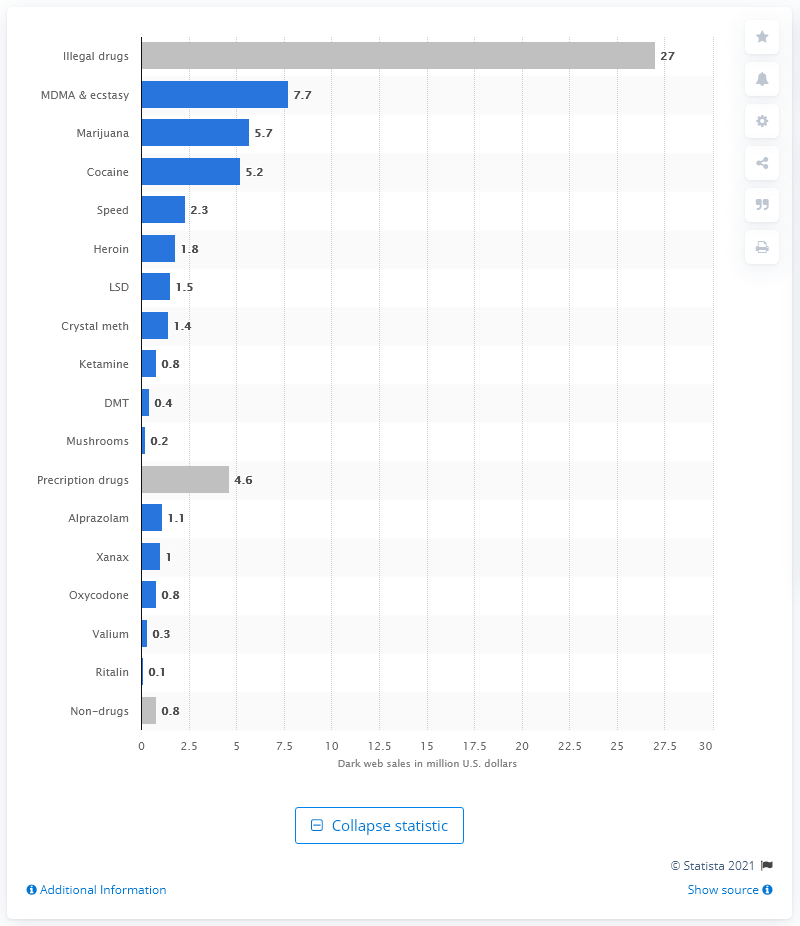 Illegal drugs 27
MDMA & ecstasy 7.7
Marijuana 5.7
Cocaine 5.2
Speed 2.3
Heroin 1.8
LSD 1.5
Crystal meth 1.4
Ketamine 0.8
DMT 0.4
Mushrooms 0.2
Precription drugs 4.6
Alprazolam 1.1
Xanax 1
Oxycodone 0.8
Valium 0.3
Ritalin 0.1
Non-drugs 0.8
0 2.5 5 7.5 10 12.5 15 17.5 20 22.5 25 27.5 30
Dark web sales in million U.S. dollars
Collapse statistic
© Statista 2021
Additional Information Show source